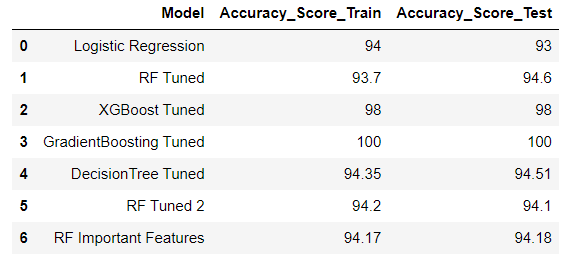 Model Accuracy_Score_Train Accuracy_Score_Test
0 Logistic Regression 94 93
1 RF Tuned 93.7 94.6
2 XGBoost Tuned 98 98
3 GradientBoosting Tuned 100 100
4 DecisionTree Tuned 94.35 94.51
5 RF Tuned 2 94.2 94.1
6 RF Important Features 94.17 94.18